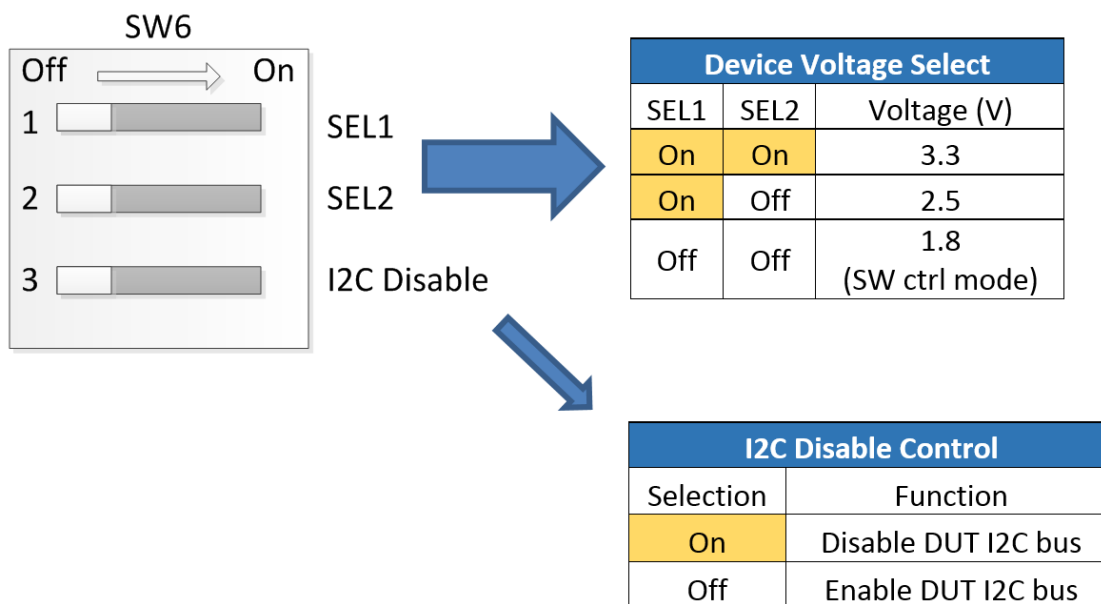 SW6
Off On
1 SEL1
2 SEL2
3 I2C Disable
Device Voltage Select
SEL1 SEL2 Voltage (V)
On On 3.3
On Off 2.5
Off Off 1.8
(SW ctrl mode)
I2C Disable Control
Selection Function
On Disable DUT I2C bus
Off Enable DUT I2C bus